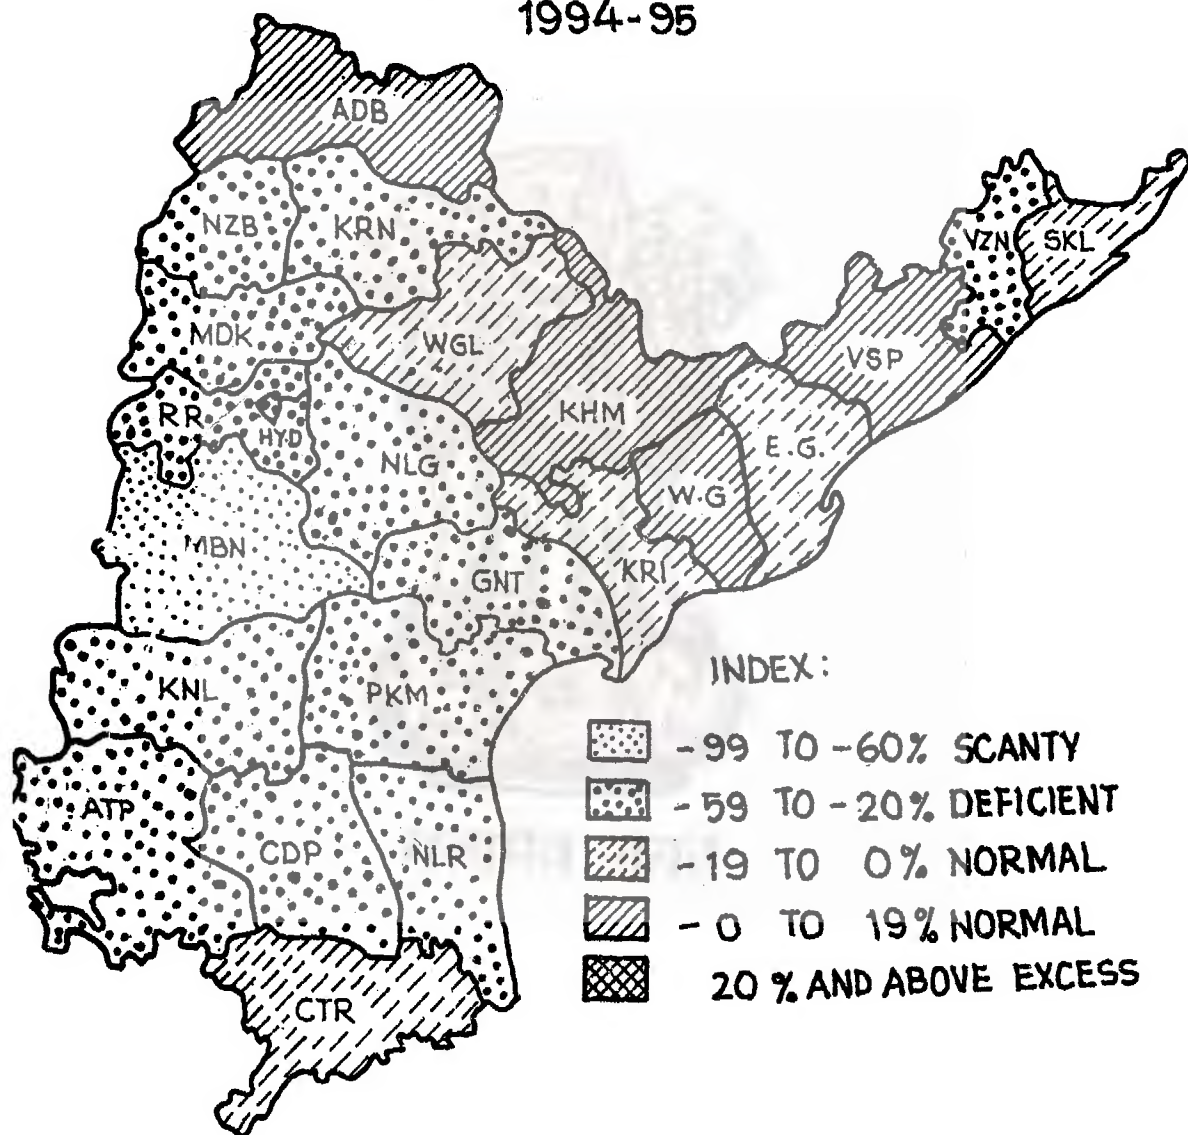 1994-95
ADB
NZB
KRN
VZN
SKL
MDK
WGL
VSP
RR
HYD
KHM
NLG
E.G.
W.G
MBN
GNT
KRI
KNL
PKM
INDEX:
-99 TO -60% SCANTY
-59 TO -20% DEFICIENT
-19 TO 0% NORMAL
-0 TO 19% NORMAL
20% AND ABOVE EXCESS
ATP
CDP
NLR
CTR